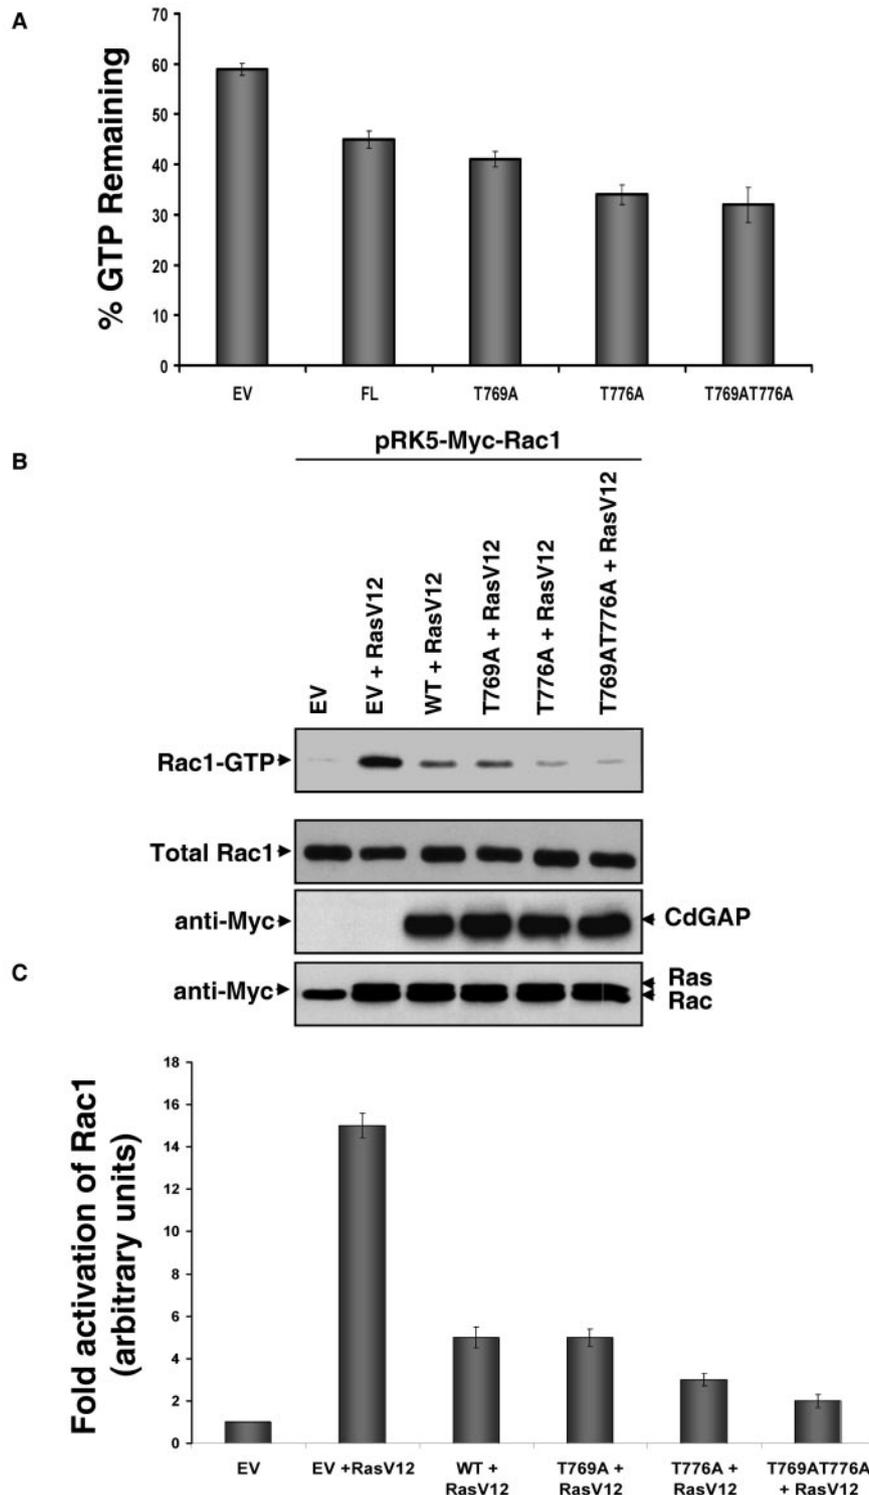 A
% GTP Remaining
70
60
50
40
30
20
10
0
EV
FL
T769A
T776A
T769AT776A
B
pRK5-Myc-Rac1
EV
EV + RasV12
WT + RasV12
T769A + RasV12
T776A + RasV12
T769AT776A + RasV12
Rac1-GTP
Total Rac1
anti-Myc
CdGAP
anti-Myc
Ras
Rac
C
Fold activation of Rac1
(arbitrary units)
18
16
14
12
10
8
6
4
2
0
EV
EV +RasV12
WT +
RasV12
T769A +
RasV12
T776A +
RasV12
T769AT776A
+ RasV12